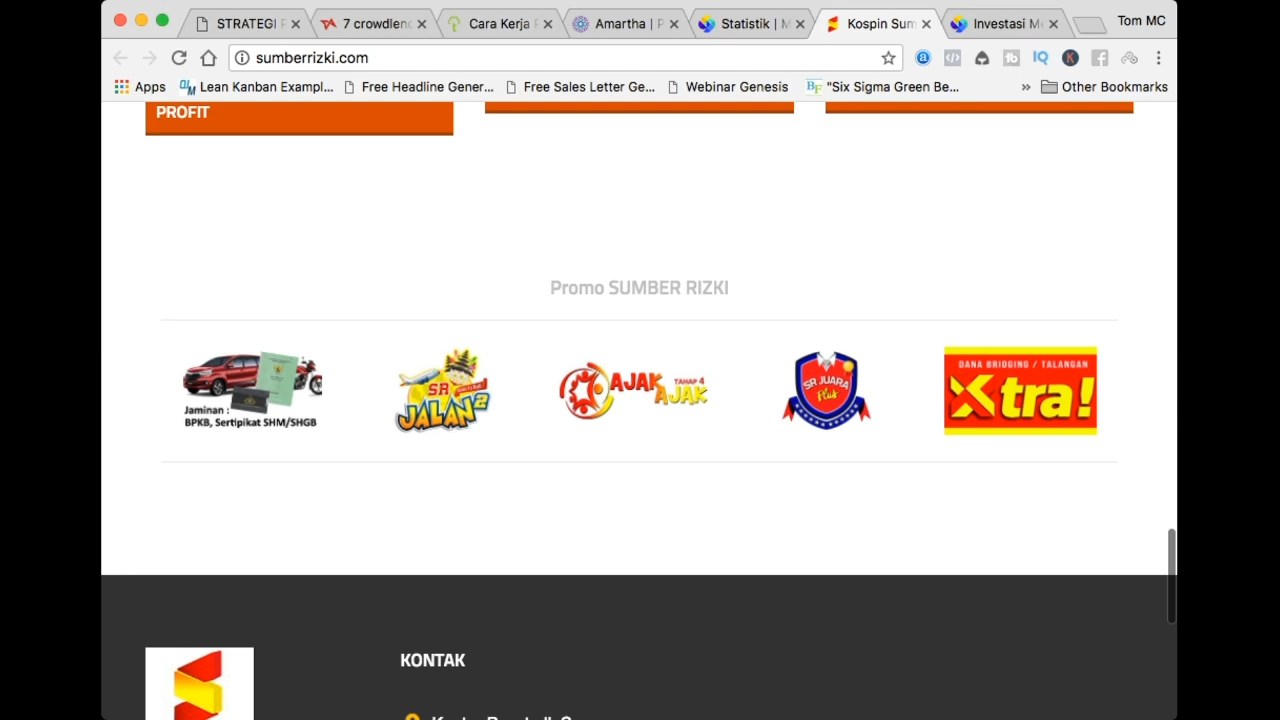 STRATEGI
7 crowdlend
Cara Kerja
Amartha | P
Statistik | M
Kospin Sum
Investasi M
Tom MC
sumberrizki.com
Apps
Lean Kanban Exampl...
Free Headline Gener...
Free Sales Letter Ge...
Webinar Genesis
BF
"Six Sigma Green Be...
»
Other Bookmarks
PROFIT
Promo SUMBER RIZKI
Jaminan :
BPKB, Sertipikat SHM/SHGB
SR
JALAN2
AJAK
AJAK
TAHAP 4
SR JUARA
Plus
DANA BRIDGING / TALANGAN
Xtra!
KONTAK